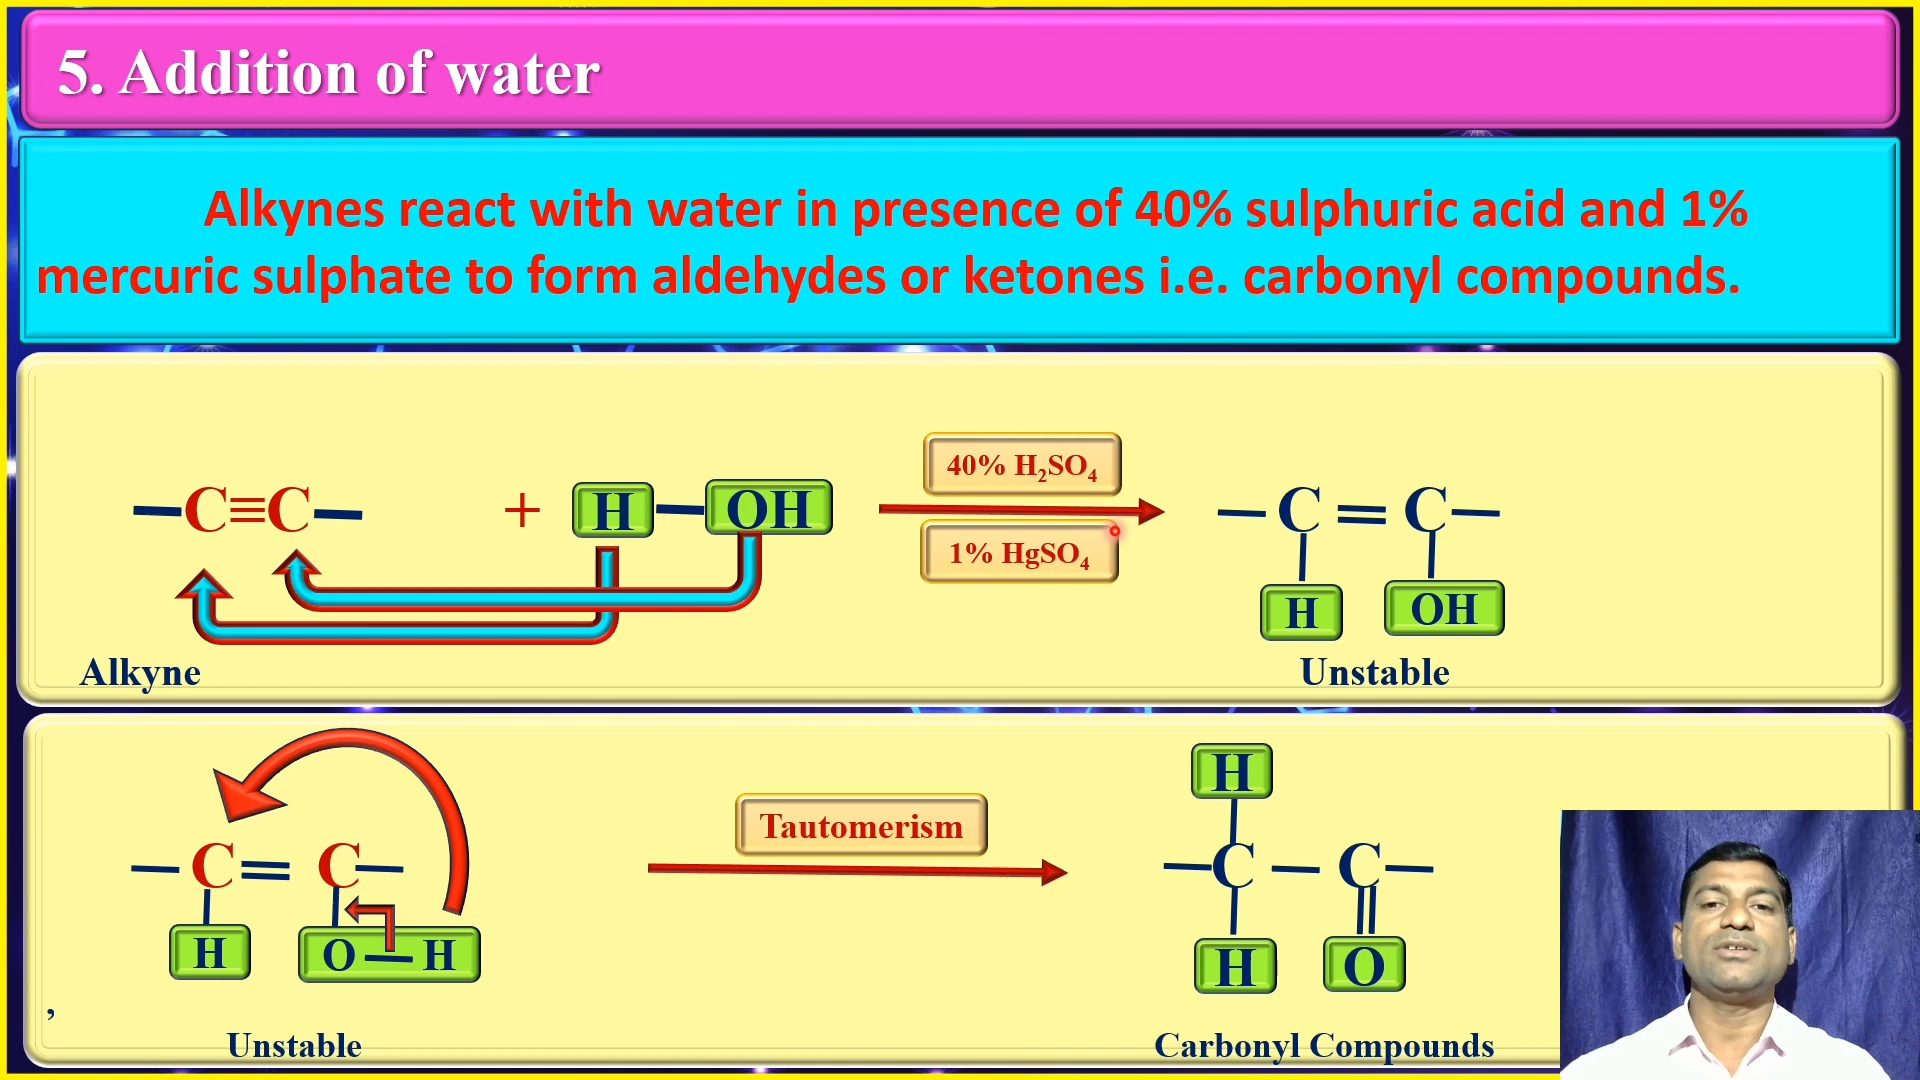 5. Addition of water
Alkynes react with water in presence of 40% sulphuric acid and 1%
mercuric sulphate to form aldehydes or ketones i.e. carbonyl compounds.
40% H₂SO₄
C≡C + H OH C = C
1% HgSO₄
H OH
Alkyne Unstable
H
Tautomerism
C = C C — C
H O — H H O
,
Unstable Carbonyl Compounds